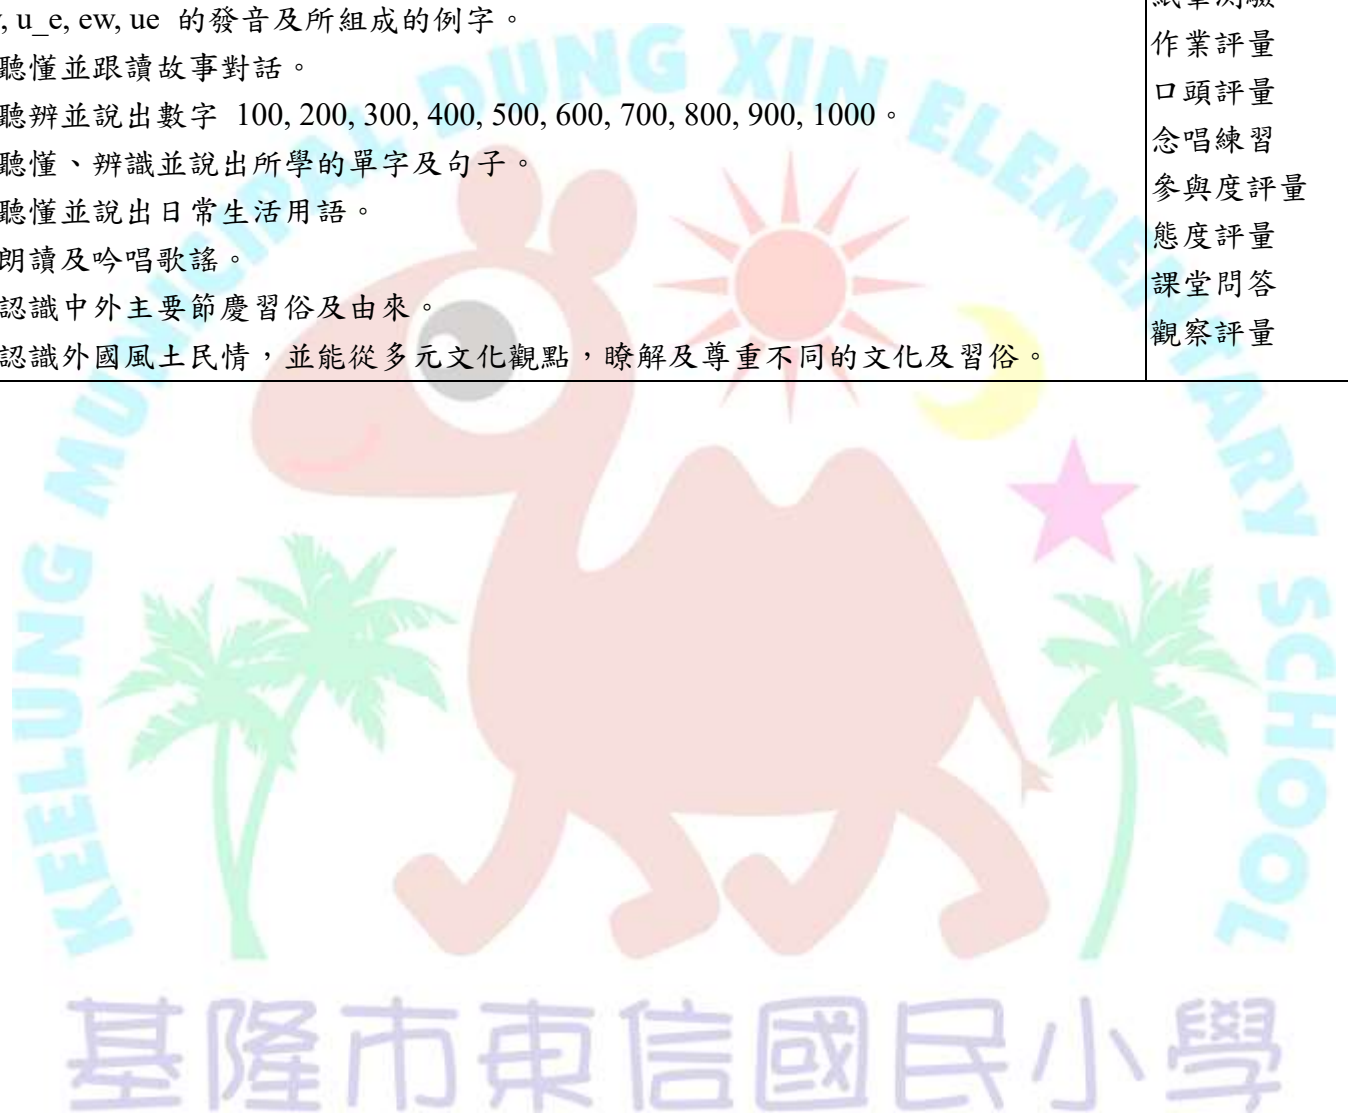 , u_e, ew, ue 的發音及所組成的例字。
聽懂並跟讀故事對話。
聽辨並說出數字 100, 200, 300, 400, 500, 600, 700, 800, 900, 1000。
聽懂、辨識並說出所學的單字及句子。
聽懂並說出日常生活用語。
朗讀及吟唱歌謠。
認識中外主要節慶習俗及由來。
認識外國風土民情，並能從多元文化觀點，瞭解及尊重不同的文化及習俗。
紙筆測驗
作業評量
口頭評量
念唱練習
參與度評量
態度評量
課堂問答
觀察評量
KEELUNG MUNICIPAL DUNG XIN ELEMENTARY SCHOOL
基隆市東信國民小學